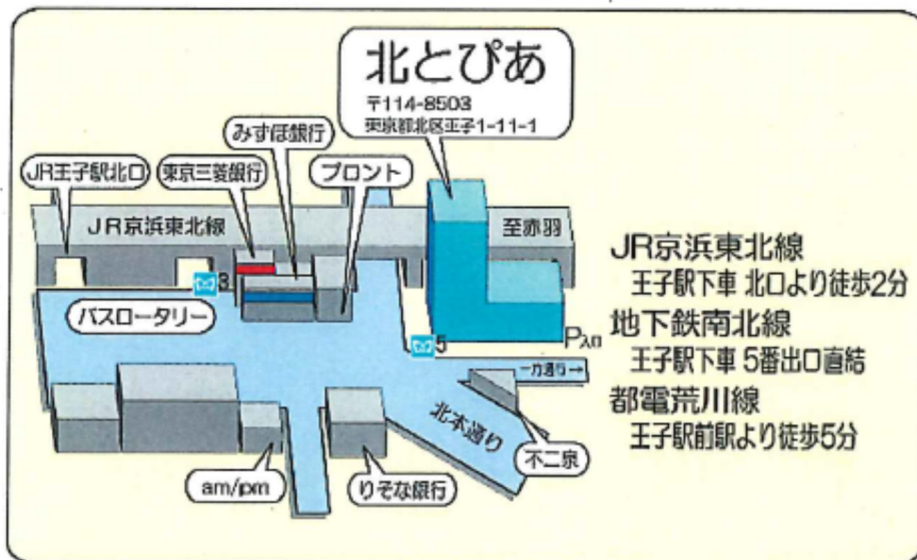 北とぴあ
〒114-8503
東京都北区王子1-11-1
みずほ銀行
JR王子駅北口
東京三菱銀行
プロント
JR京浜東北線
至赤羽
3
バスロータリー
5
P入口
一方通行→
北本通り
不二泉
am/pm
りそな銀行
JR京浜東北線
王子駅下車 北口より徒歩2分
地下鉄南北線
王子駅下車 5番出口直結
都電荒川線
王子駅前駅より徒歩5分